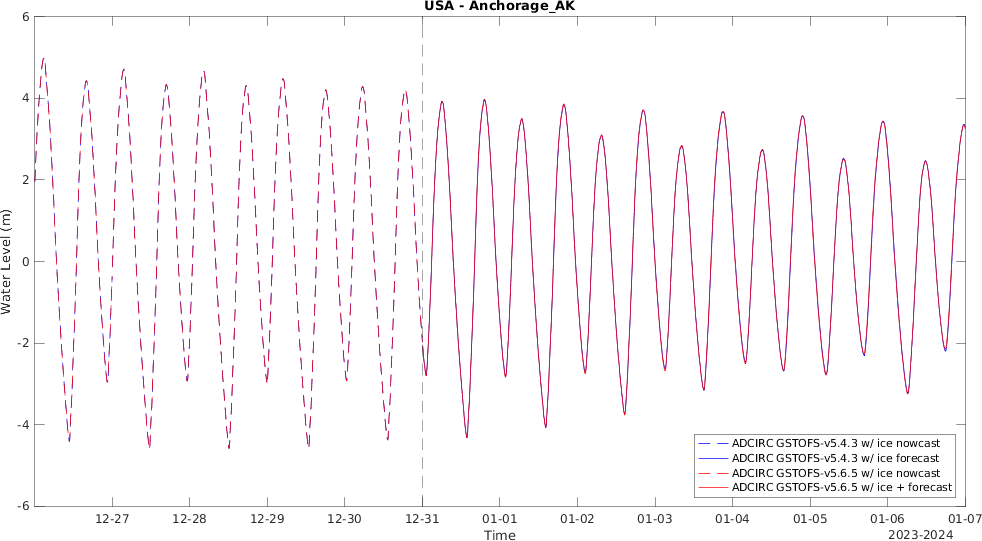 USA - Anchorage_AK
6
4
2
0
-2
-4
-6
Water Level (m)
ADCIRC GSTOFS-v5.4.3 w/ ice nowcast
ADCIRC GSTOFS-v5.4.3 w/ ice forecast
ADCIRC GSTOFS-v5.6.5 w/ ice nowcast
ADCIRC GSTOFS-v5.6.5 w/ ice + forecast
12-27 12-28 12-29 12-30 12-31 01-01 01-02 01-03 01-04 01-05 01-06 01-07
Time
2023-2024